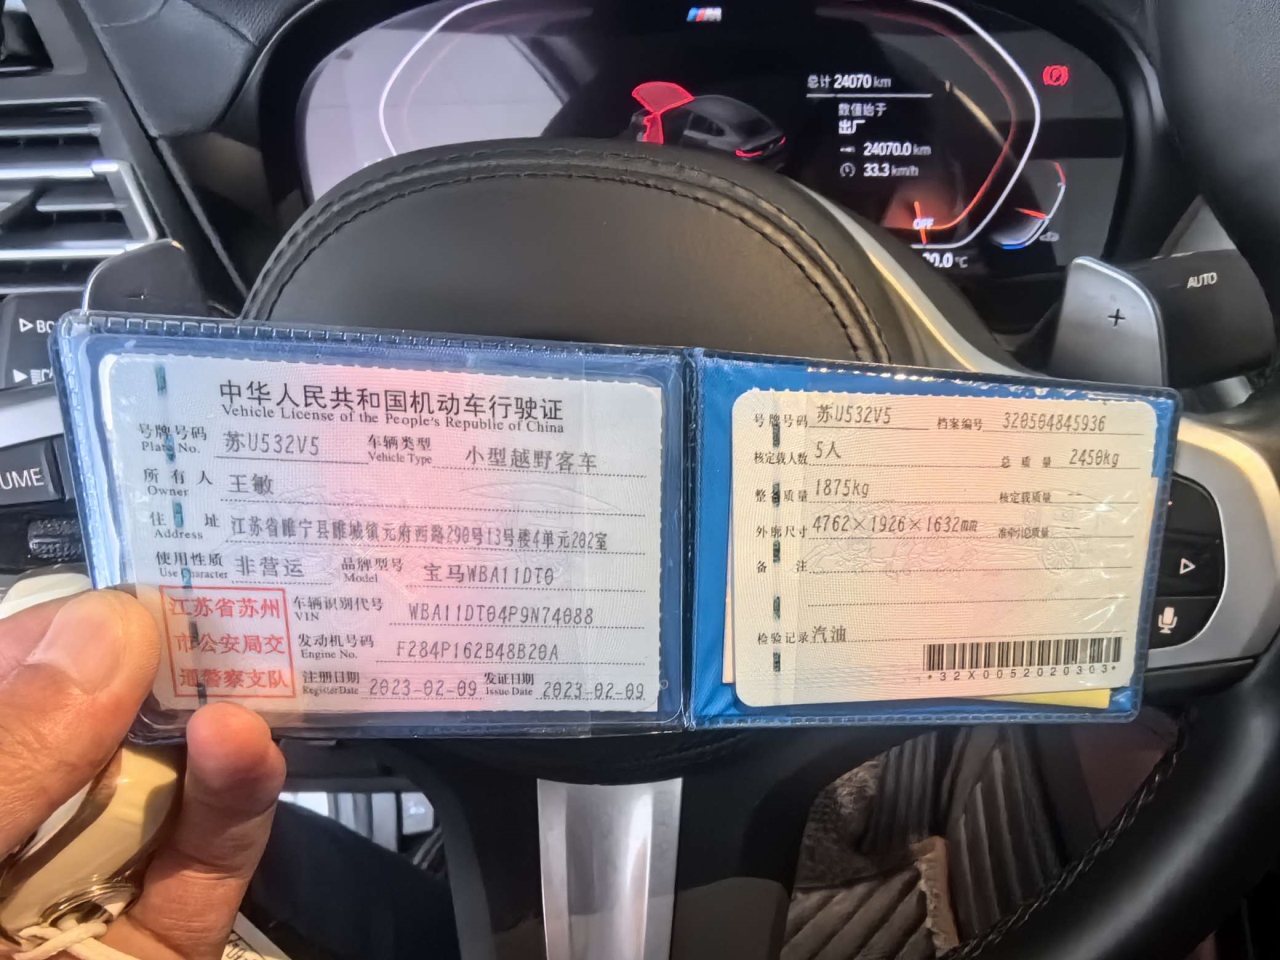 M
总计 24070 km
数值始于
出厂
24070.0 km
33.3 km/h
OFF
AUTO
+
中华人民共和国机动车行驶证
Vehicle License of the People's Republic of China
号牌号码 苏U532V5 车辆类型 小型越野客车
Plate No. Vehicle Type
所有人 王敏
Owner
住址 江苏省睢宁县睢城镇元府西路290号13号楼4单元202室
Address
使用性质 非营运 品牌型号 宝马WBA11DT0
Use Character Model
江苏省苏州
市公安局交
通警察支队
车辆识别代号 WBA11DT04P9N74088
VIN
发动机号码 F284P162B48B20A
Engine No.
注册日期 2023-02-09 发证日期 2023-02-09
Register Date Issue Date
号牌号码 苏U532V5 档案编号 320504845936
核定载人数 5人 总质量 2450kg
整备质量 1875kg 核定载质量 --
外廓尺寸 4762×1926×1632mm 准牵引总质量 --
备注
检验记录 汽油
*32X0052020303*